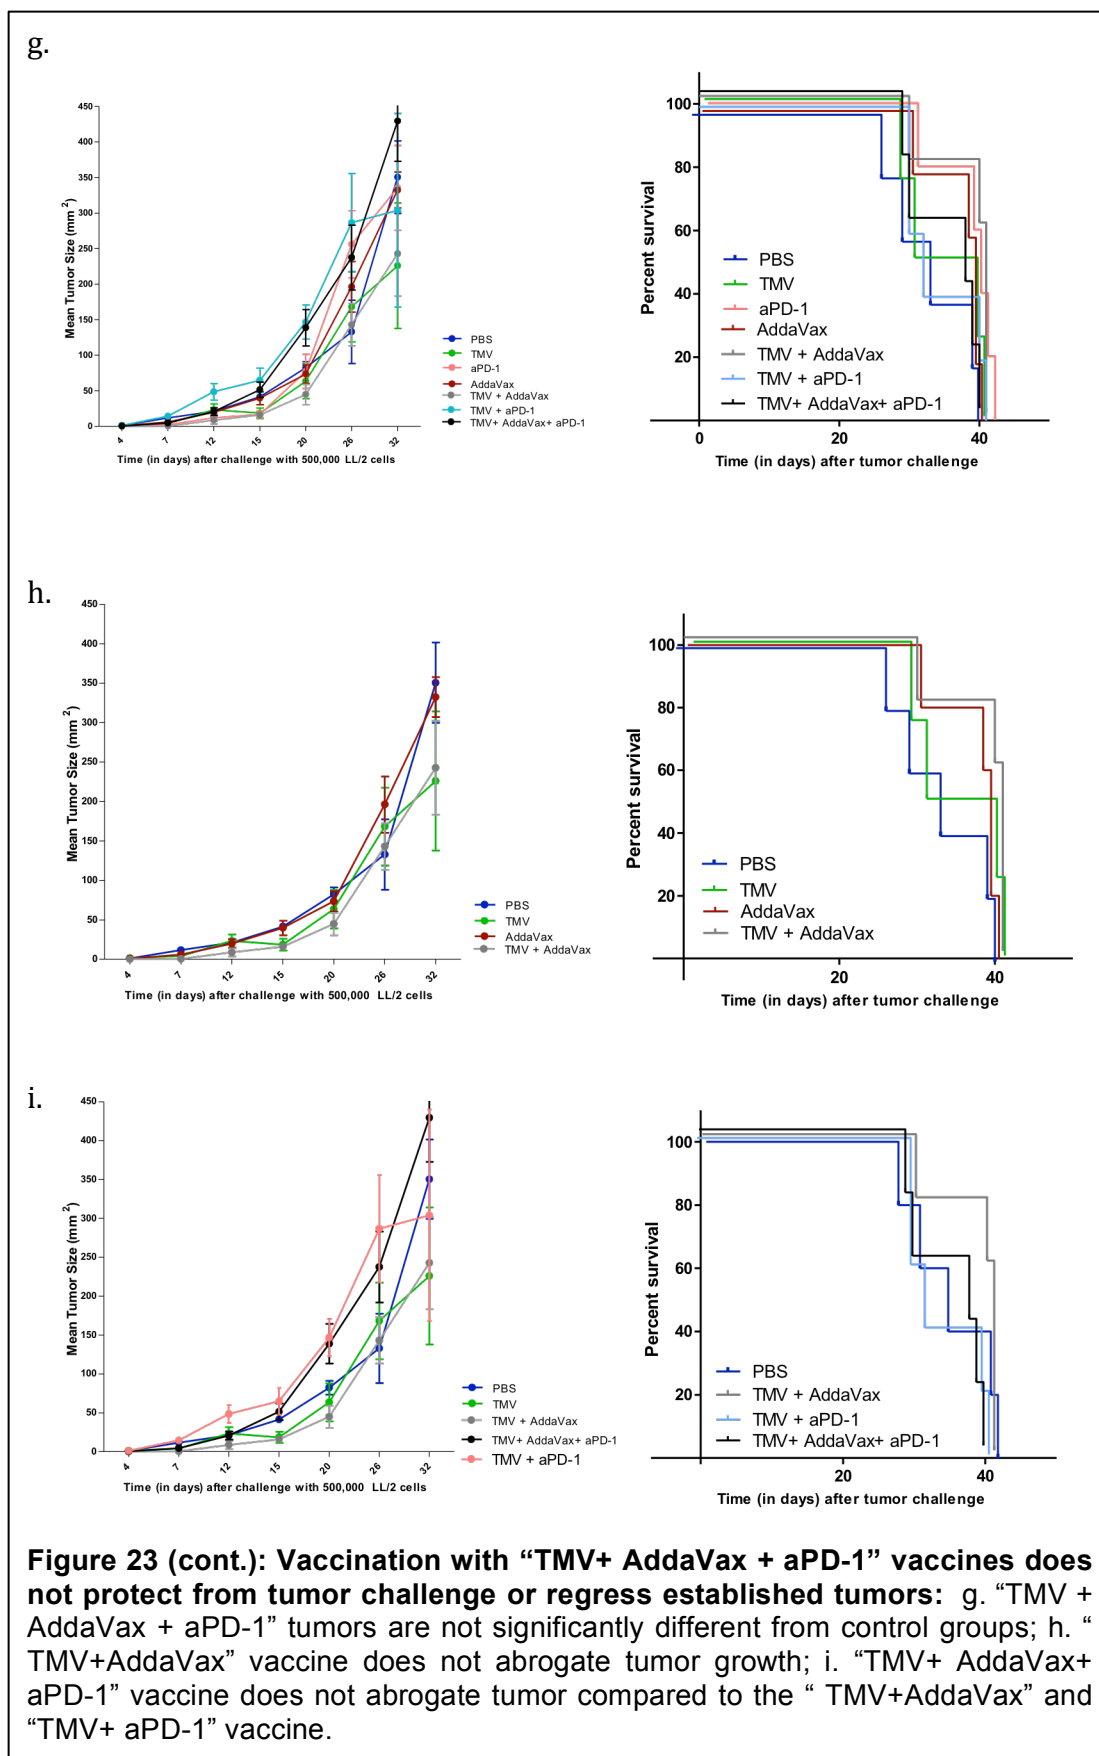 g.
Mean Tumor Size (mm 2)
450
400
350
300
250
200
150
100
50
0
4 7 12 15 20 26 32
Time (in days) after challenge with 500,000 LL/2 cells
PBS
TMV
aPD-1
AddaVax
TMV + AddaVax
TMV + aPD-1
TMV+ AddaVax+ aPD-1
Percent survival
100
80
60
40
20
0 20 40
Time (in days) after tumor challenge
PBS
TMV
aPD-1
AddaVax
TMV + AddaVax
TMV + aPD-1
TMV+ AddaVax+ aPD-1
h.
Mean Tumor Size (mm 2)
450
400
350
300
250
200
150
100
50
0
4 7 12 15 20 26 32
Time (in days) after challenge with 500,000 LL/2 cells
PBS
TMV
AddaVax
TMV + AddaVax
Percent survival
100
80
60
40
20
20 40
Time (in days) after tumor challenge
PBS
TMV
AddaVax
TMV + AddaVax
i.
Mean Tumor Size (mm 2)
450
400
350
300
250
200
150
100
50
0
4 7 12 15 20 26 32
Time (in days) after challenge with 500,000 LL/2 cells
PBS
TMV
TMV + AddaVax
TMV+ AddaVax+ aPD-1
TMV + aPD-1
Percent survival
100
80
60
40
20
20 40
Time (in days) after tumor challenge
PBS
TMV + AddaVax
TMV + aPD-1
TMV+ AddaVax+ aPD-1
Figure 23 (cont.): Vaccination with “TMV+ AddaVax + aPD-1” vaccines does
not protect from tumor challenge or regress established tumors: g. “TMV +
AddaVax + aPD-1” tumors are not significantly different from control groups; h. “
TMV+AddaVax” vaccine does not abrogate tumor growth; i. “TMV+ AddaVax+
aPD-1” vaccine does not abrogate tumor compared to the “ TMV+AddaVax” and
“TMV+ aPD-1” vaccine.